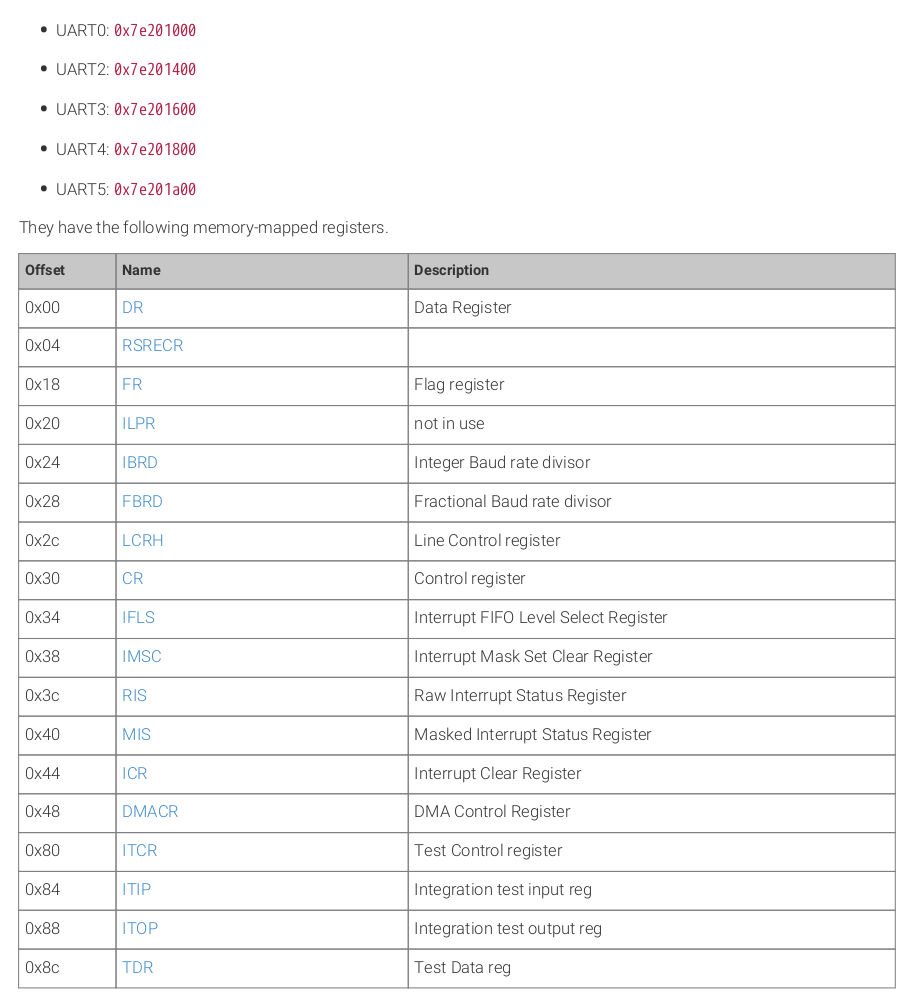 • UART0: 0x7e201000
• UART2: 0x7e201400
• UART3: 0x7e201600
• UART4: 0x7e201800
• UART5: 0x7e201a00
They have the following memory-mapped registers.
Offset Name Description
0x00 DR Data Register
0x04 RSRECR
0x18 FR Flag register
0x20 ILPR not in use
0x24 IBRD Integer Baud rate divisor
0x28 FBRD Fractional Baud rate divisor
0x2c LCRH Line Control register
0x30 CR Control register
0x34 IFLS Interrupt FIFO Level Select Register
0x38 IMSC Interrupt Mask Set Clear Register
0x3c RIS Raw Interrupt Status Register
0x40 MIS Masked Interrupt Status Register
0x44 ICR Interrupt Clear Register
0x48 DMACR DMA Control Register
0x80 ITCR Test Control register
0x84 ITIP Integration test input reg
0x88 ITOP Integration test output reg
0x8c TDR Test Data reg